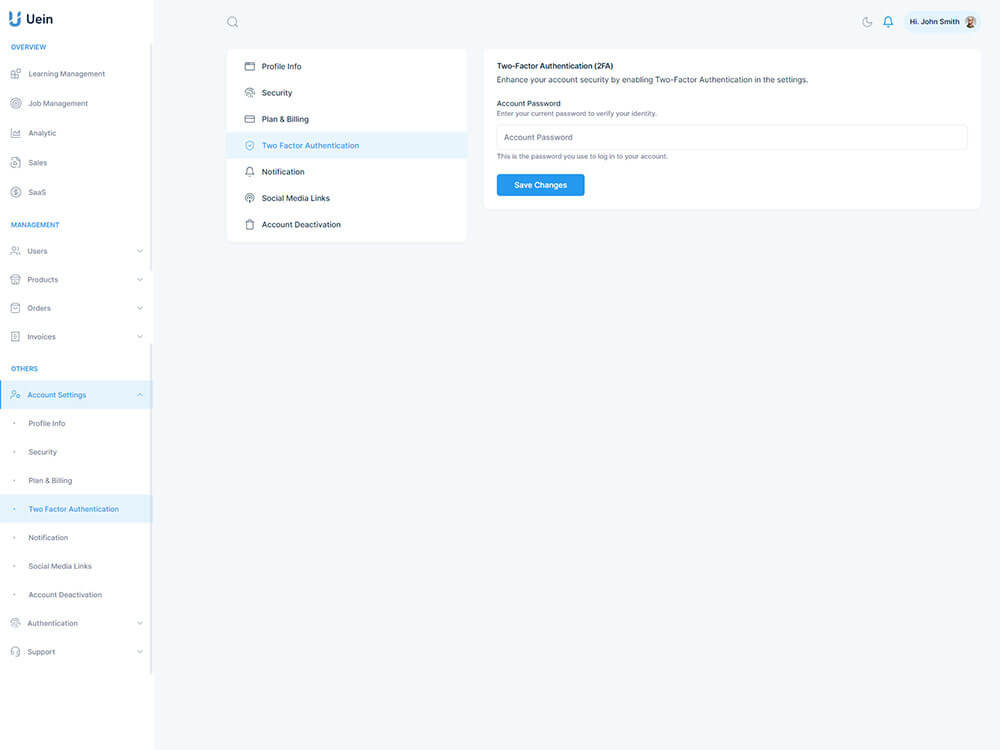 Uein
OVERVIEW
Learning Management
Job Management
Analytic
Sales
SaaS
MANAGEMENT
Users
Products
Orders
Invoices
OTHERS
Account Settings
Profile Info
Security
Plan & Billing
Two Factor Authentication
Notification
Social Media Links
Account Deactivation
Authentication
Support
Hi. John Smith
Profile Info
Security
Plan & Billing
Two Factor Authentication
Notification
Social Media Links
Account Deactivation
Two-Factor Authentication (2FA)
Enhance your account security by enabling Two-Factor Authentication in the settings.
Account Password
Enter your current password to verify your identity.
Account Password
This is the password you use to log in to your account.
Save Changes